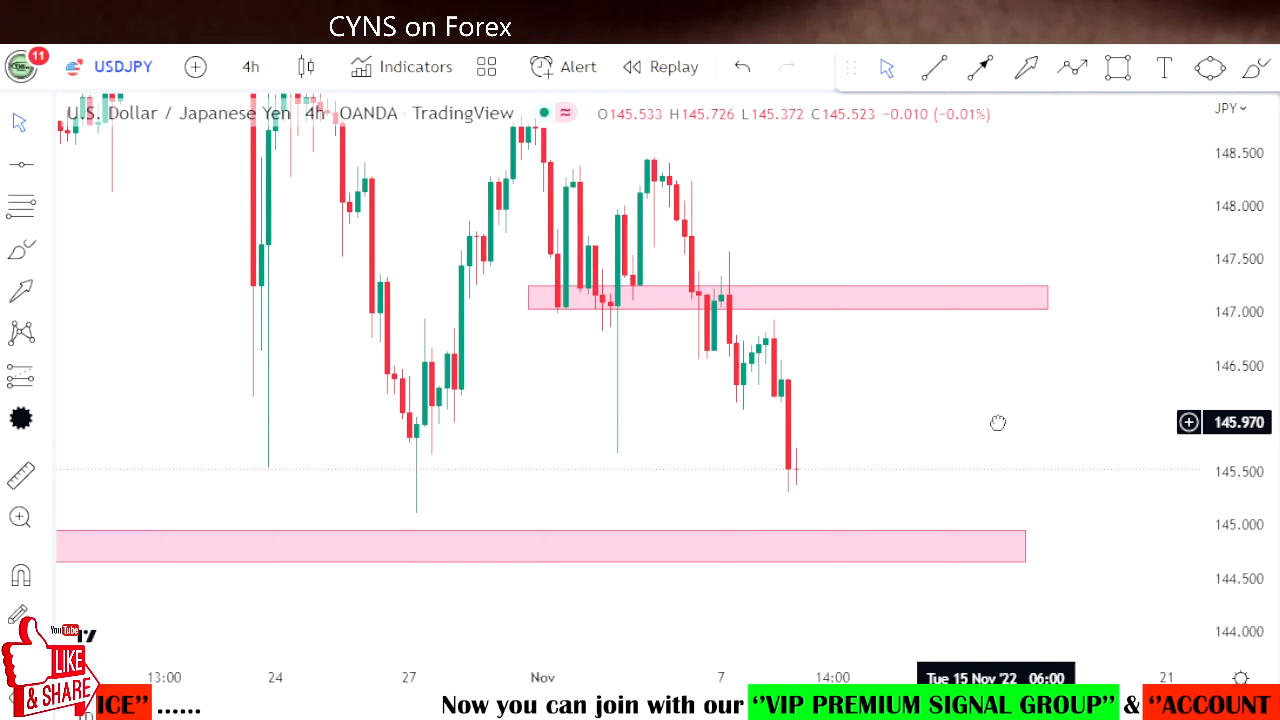 CYNS on Forex
11
USDJPY
4h
Indicators
Alert
Replay
U.S. Dollar / Japanese Yen 4h OANDA TradingView
O145.533 H145.726 L145.372 C145.523 −0.010 (−0.01%)
JPY
148.500
148.000
147.500
147.000
146.500
145.970
145.500
145.000
144.500
144.000
13:00
24
27
Nov
7
14:00
Tue 15 Nov '22 06:00
21
YouTube
LIKE
& SHARE
ICE” ......
Now you can join with our “VIP PREMIUM SIGNAL GROUP” & “ACCOUNT